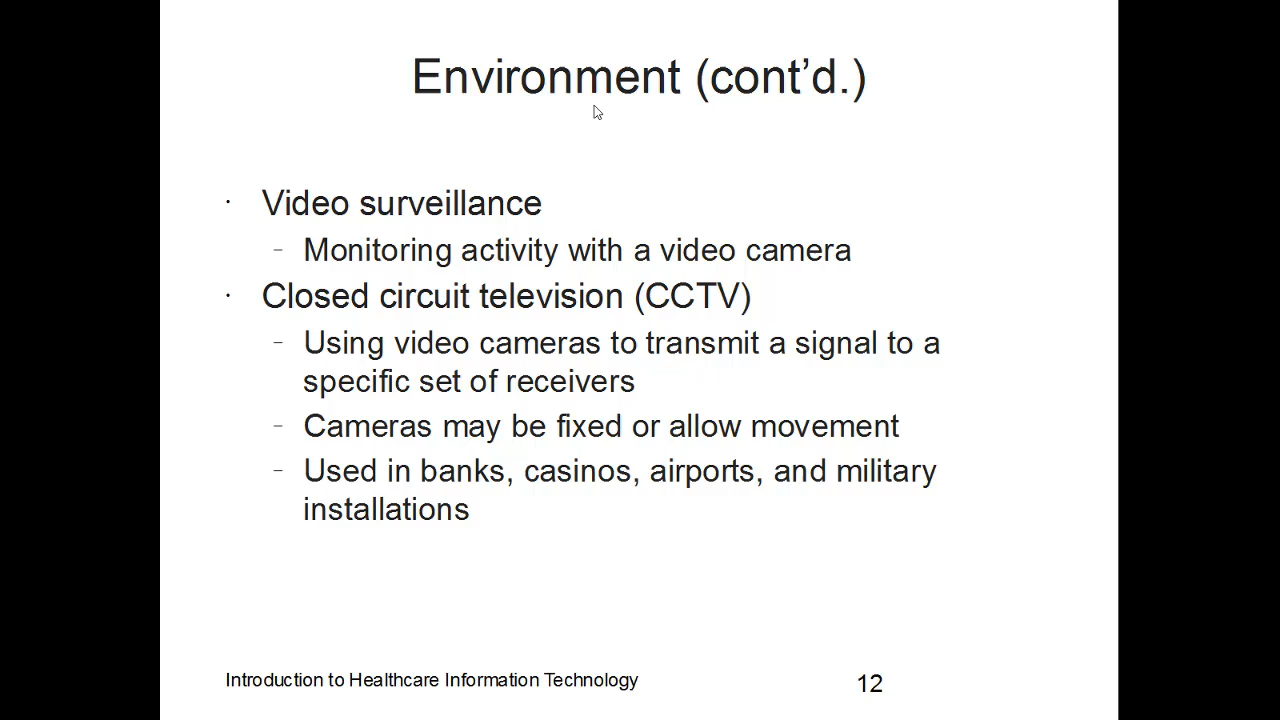 Environment (cont’d.)
· Video surveillance
– Monitoring activity with a video camera
· Closed circuit television (CCTV)
– Using video cameras to transmit a signal to a
specific set of receivers
– Cameras may be fixed or allow movement
– Used in banks, casinos, airports, and military
installations
Introduction to Healthcare Information Technology
12